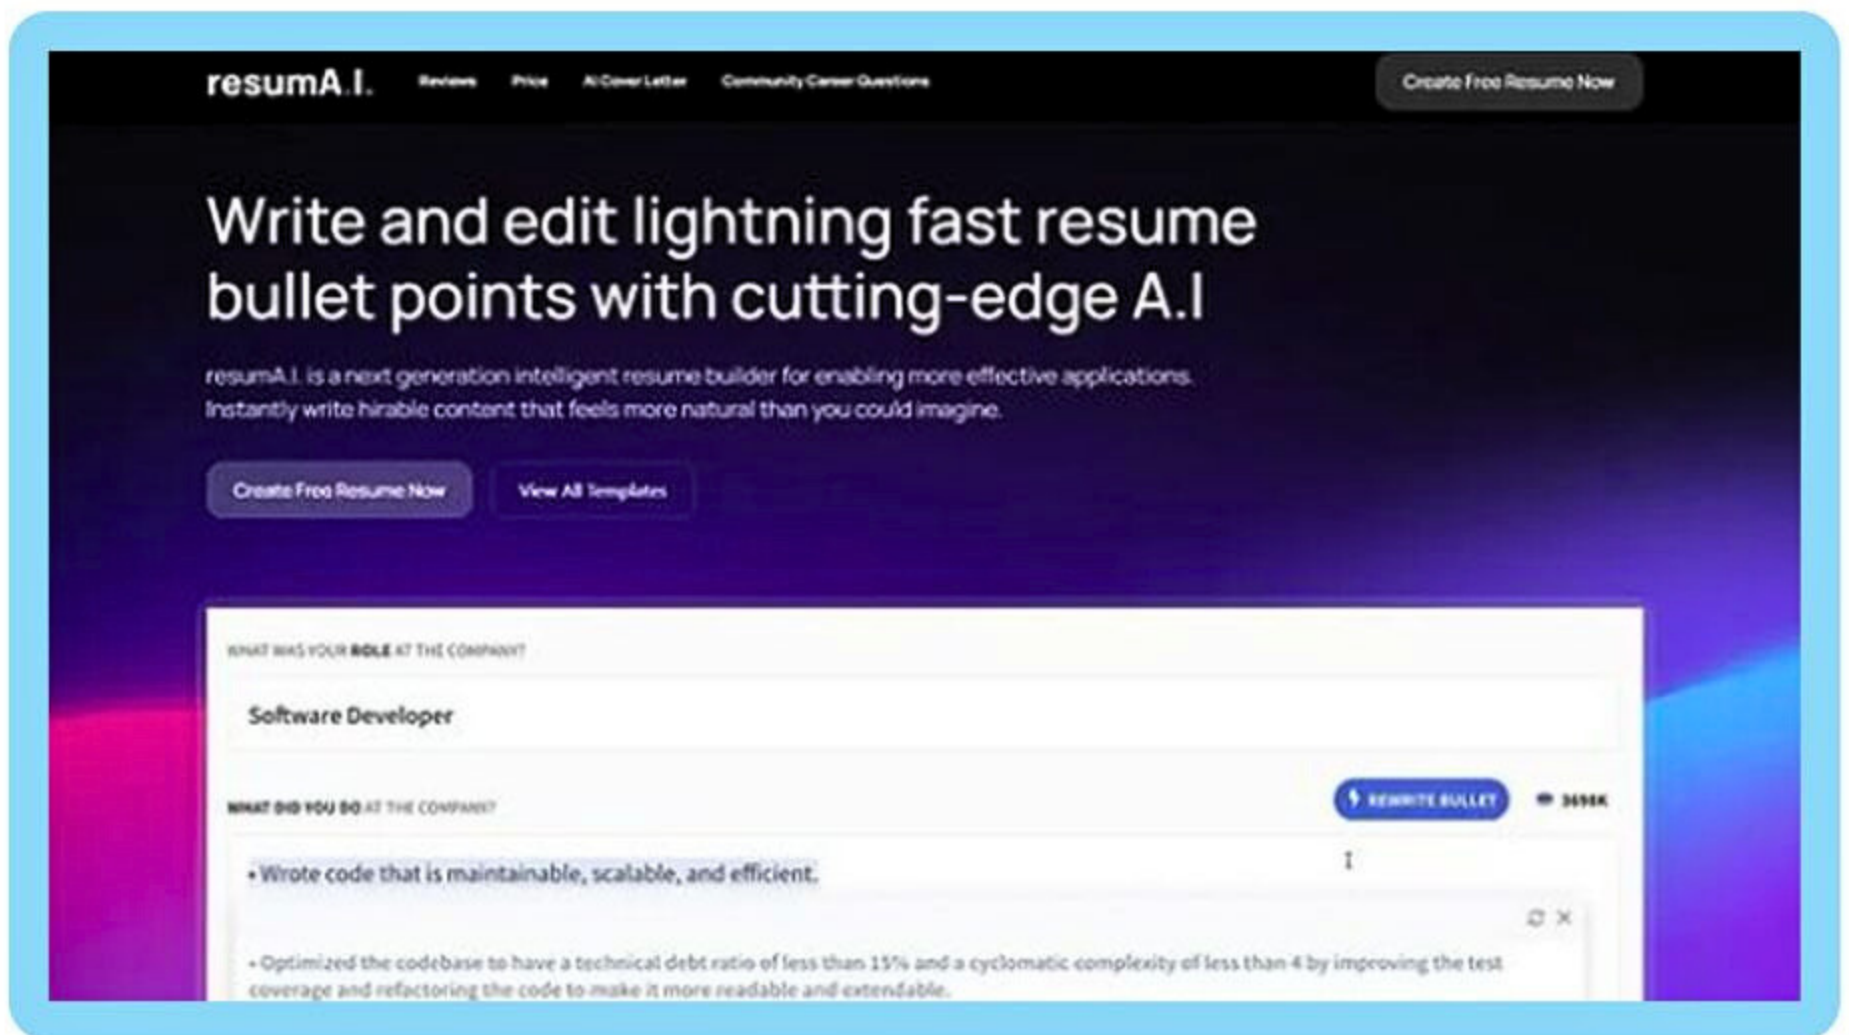 resumA.I.
Reviews
Price
AI Cover Letter
Community Career Questions
Create Free Resume Now
Write and edit lightning fast resume
bullet points with cutting-edge A.I
resumA.I. is a next generation intelligent resume builder for enabling more effective applications.
Instantly write hirable content that feels more natural than you could imagine.
Create Free Resume Now
View All Templates
WHAT WAS YOUR ROLE AT THE COMPANY?
Software Developer
WHAT DID YOU DO AT THE COMPANY?
REWRITE BULLET
3698K
• Wrote code that is maintainable, scalable, and efficient.
• Optimized the codebase to have a technical debt ratio of less than 15% and a cyclomatic complexity of less than 4 by improving the test
coverage and refactoring the code to make it more readable and extendable.